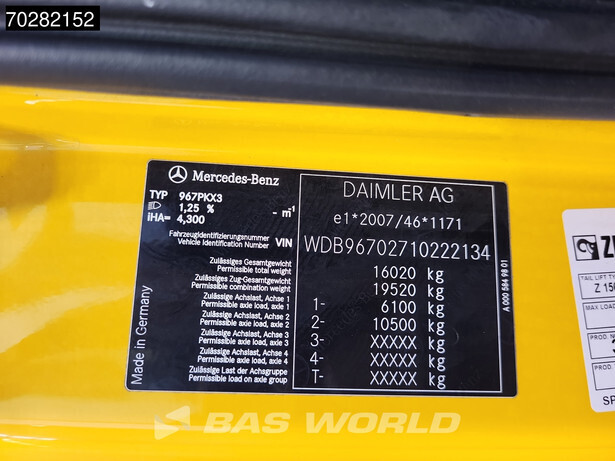 70282152
Mercedes-Benz
TYP 967PKX3
1,25 % - m-1
iHA= 4,300
Fahrzeugidentifizierungsnummer
Vehicle Identification Number VIN
DAIMLER AG
e1*2007/46*1171
WDB96702710222134
Zulässiges Gesamtgewicht
Permissible total weight 16020 kg
Zulässiges Zug-Gesamtgewicht
Permissible combination weight 19520 kg
Zulässige Achslast, Achse 1
Permissible axle load, axle 1 1- 6100 kg
Zulässige Achslast, Achse 2
Permissible axle load, axle 2 2- 10500 kg
Zulässige Achslast, Achse 3
Permissible axle load, axle 3 3- XXXXX kg
Zulässige Achslast, Achse 4
Permissible axle load, axle 4 4- XXXXX kg
Zulässige Last der Achsgruppe
Permissible load on axle group T- XXXXX kg
Made in Germany
A 000 584 98 01
TAIL LIFT TY
Z 15
MAX LOAD
PROD.
PROD.
SP
BAS WORLD